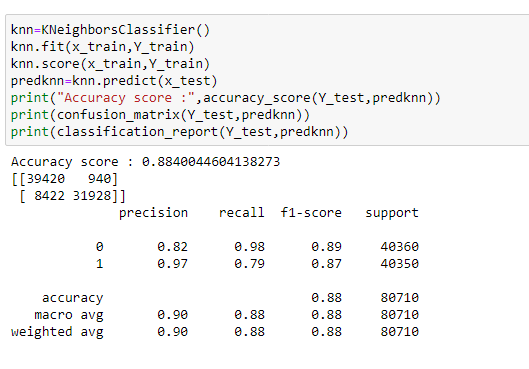 knn=KNeighborsClassifier()
knn.fit(x_train,Y_train)
knn.score(x_train,Y_train)
predknn=knn.predict(x_test)
print("Accuracy score :",accuracy_score(Y_test,predknn))
print(confusion_matrix(Y_test,predknn))
print(classification_report(Y_test,predknn))
Accuracy score : 0.8840044604138273
[[39420   940]
 [ 8422 31928]]
              precision    recall  f1-score   support
           0       0.82      0.98      0.89     40360
           1       0.97      0.79      0.87     40350
    accuracy                           0.88     80710
   macro avg       0.90      0.88      0.88     80710
weighted avg       0.90      0.88      0.88     80710